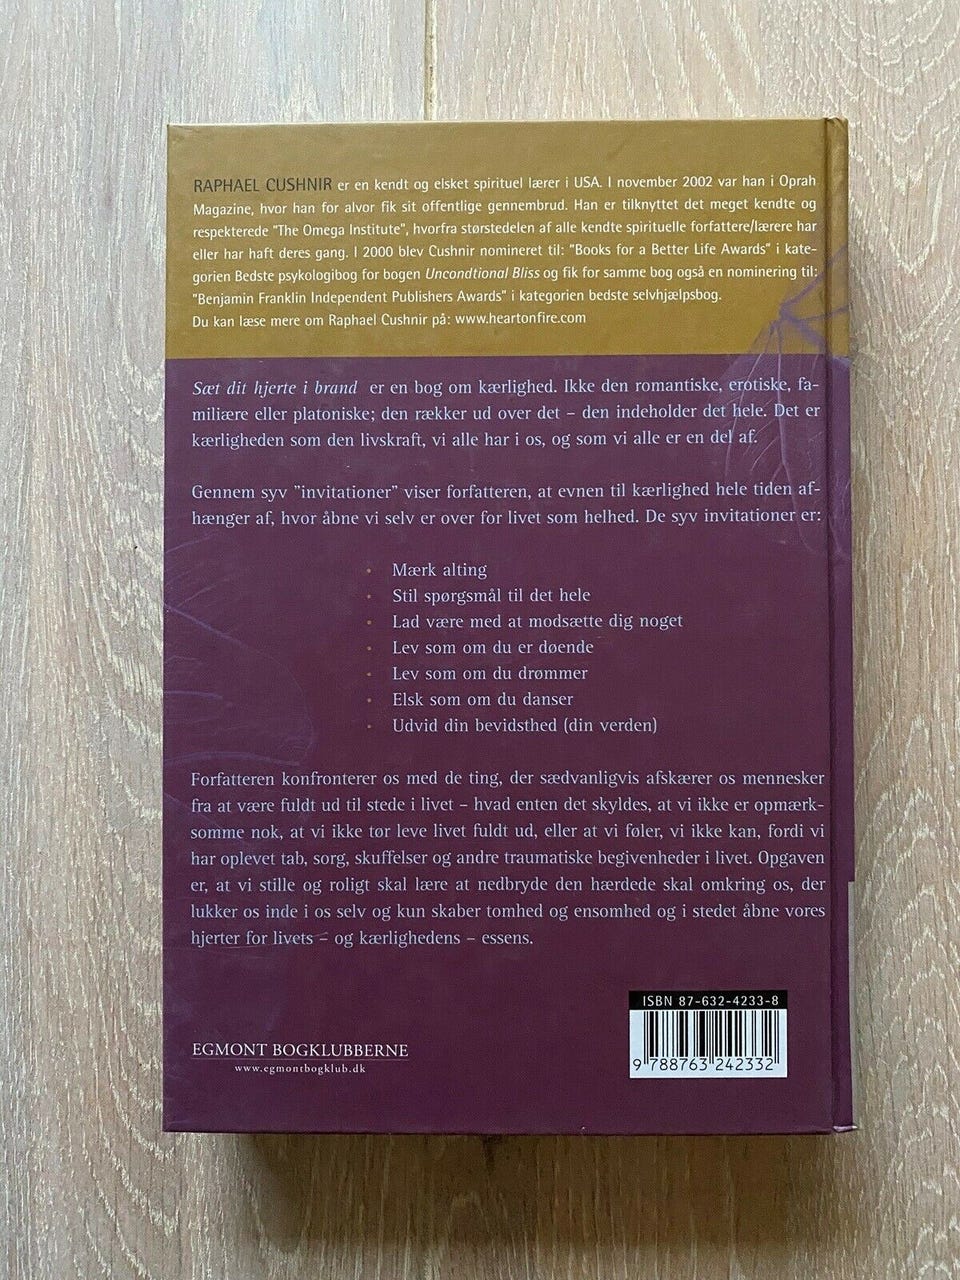 RAPHAEL CUSHNIR er en kendt og elsket spirituel lærer i USA. I november 2002 var han i Oprah
Magazine, hvor han for alvor fik sit offentlige gennembrud. Han er tilknyttet det meget kendte og
respekterede "The Omega Institute", hvorfra størstedelen af alle kendte spirituelle forfattere/lærere har
eller har haft deres gang. I 2000 blev Cushnir nomineret til: "Books for a Better Life Awards" i kate-
gorien Bedste psykologibog for bogen Uncondtional Bliss og fik for samme bog også en nominering til:
"Benjamin Franklin Independent Publishers Awards" i kategorien bedste selvhjælpsbog.
Du kan læse mere om Raphael Cushnir på: www.heartonfire.com
Sæt dit hjerte i brand er en bog om kærlighed. Ikke den romantiske, erotiske, fa-
miliære eller platoniske; den rækker ud over det – den indeholder det hele. Det er
kærligheden som den livskraft, vi alle har i os, og som vi alle er en del af.
Gennem syv "invitationer" viser forfatteren, at evnen til kærlighed hele tiden af-
hænger af, hvor åbne vi selv er over for livet som helhed. De syv invitationer er:
• Mærk alting
• Stil spørgsmål til det hele
• Lad være med at modsætte dig noget
• Lev som om du er døende
• Lev som om du drømmer
• Elsk som om du danser
• Udvid din bevidsthed (din verden)
Forfatteren konfronterer os med de ting, der sædvanligvis afskærer os mennesker
fra at være fuldt ud til stede i livet – hvad enten det skyldes, at vi ikke er opmærk-
somme nok, at vi ikke tør leve livet fuldt ud, eller at vi føler, vi ikke kan, fordi vi
har oplevet tab, sorg, skuffelser og andre traumatiske begivenheder i livet. Opgaven
er, at vi stille og roligt skal lære at nedbryde den hærdede skal omkring os, der
lukker os inde i os selv og kun skaber tomhed og ensomhed og i stedet åbne vores
hjerter for livets – og kærlighedens – essens.
ISBN 87-632-4233-8
9 788763 242332
EGMONT BOGKLUBBERNE
www.egmontbogklub.dk